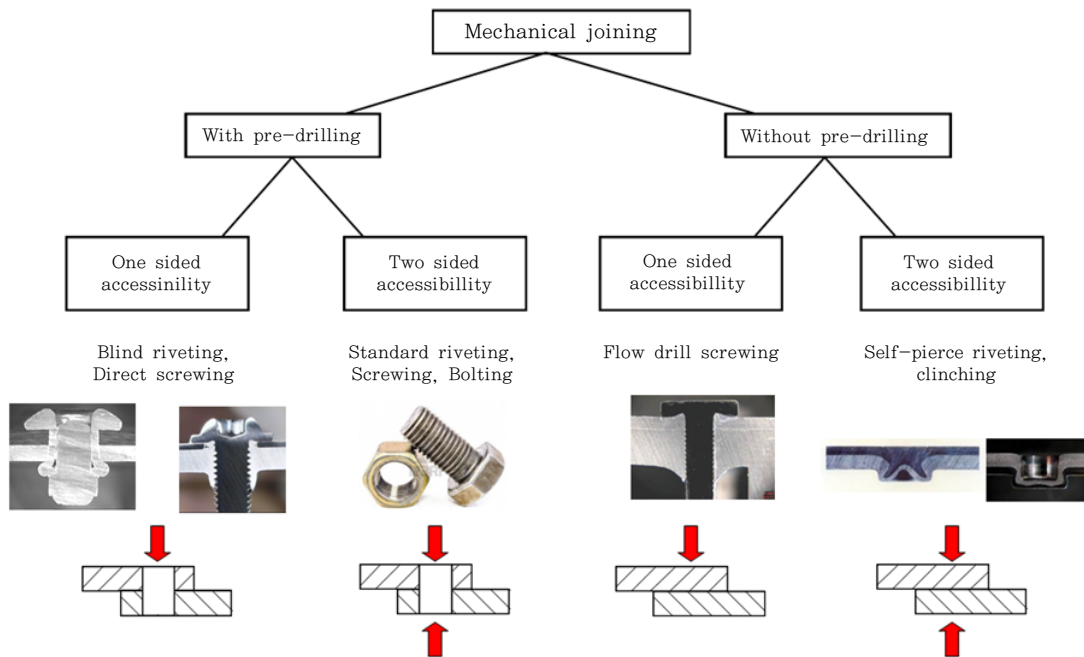 Mechanical joining
With pre-drilling
Without pre-drilling
One sided
accessinility
Two sided
accessibillity
One sided
accessibillity
Two sided
accessibillity
Blind riveting,
Direct screwing
Standard riveting,
Screwing, Bolting
Flow drill screwing
Self-pierce riveting,
clinching